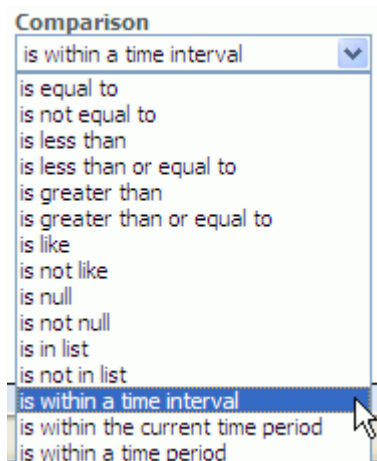 Comparison
is within a time interval
is equal to
is not equal to
is less than
is less than or equal to
is greater than
is greater than or equal to
is like
is not like
is null
is not null
is in list
is not in list
is within a time interval
is within the current time period
is within a time period